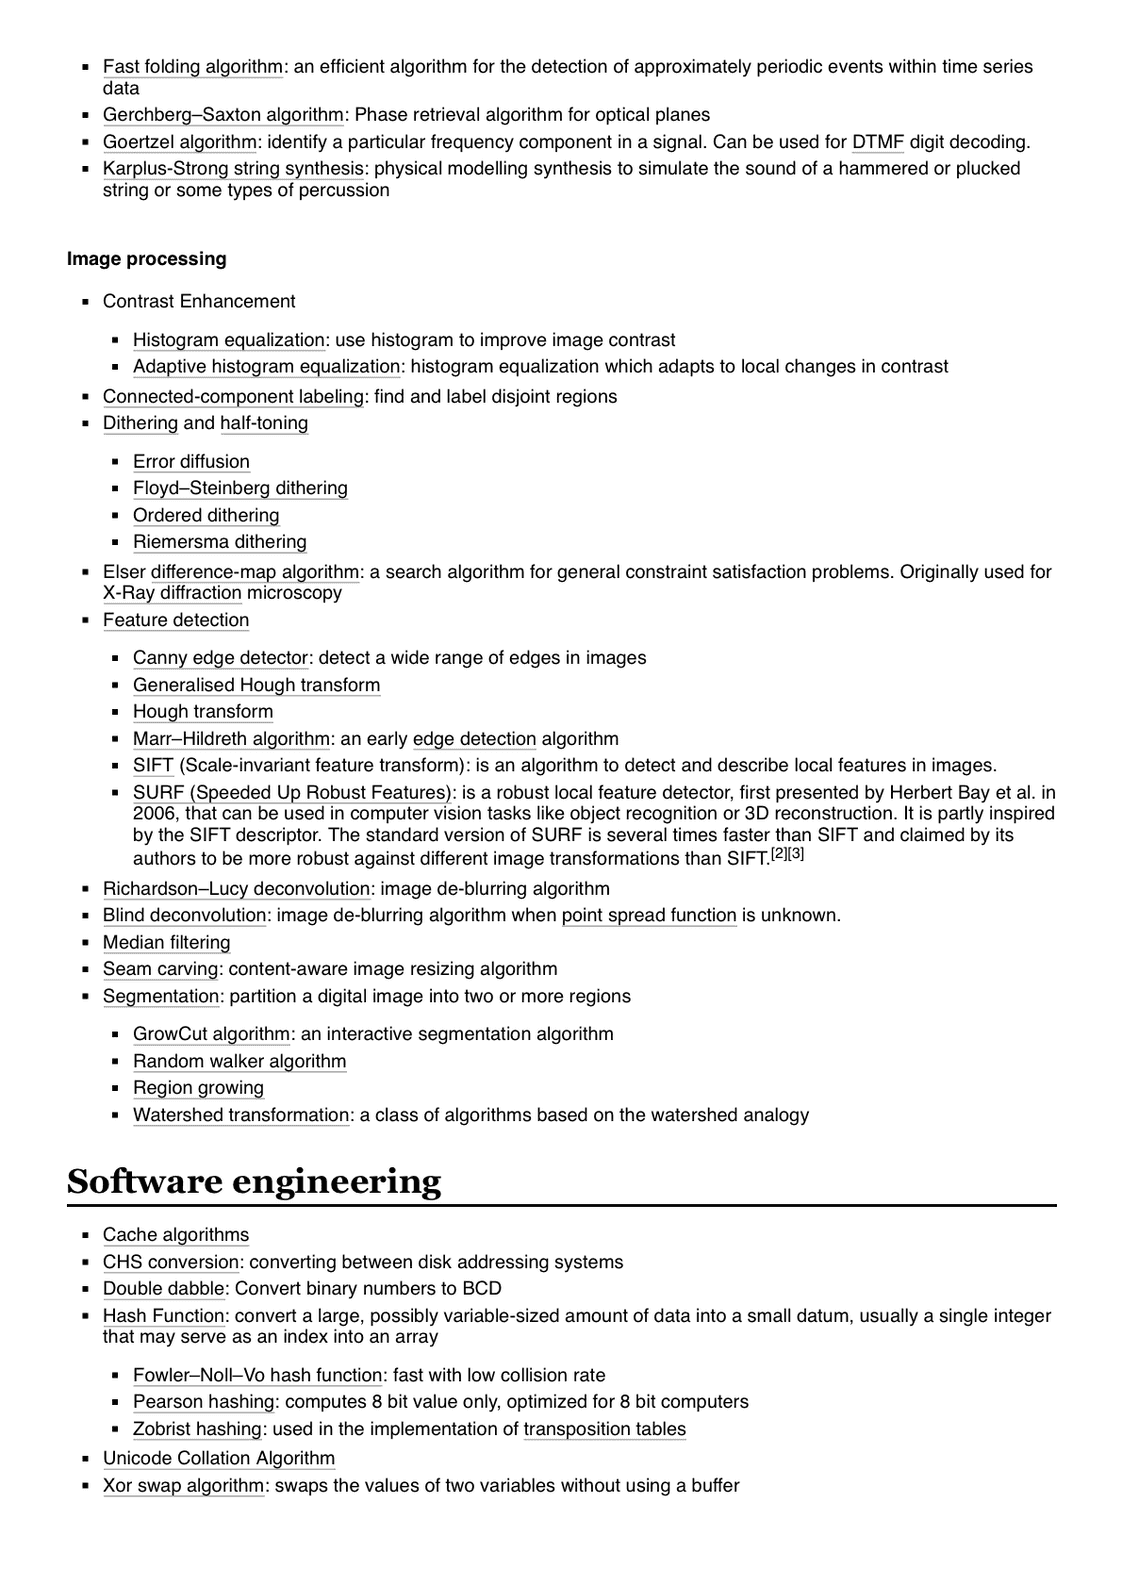 ▪ Fast folding algorithm: an efficient algorithm for the detection of approximately periodic events within time series
data
▪ Gerchberg–Saxton algorithm: Phase retrieval algorithm for optical planes
▪ Goertzel algorithm: identify a particular frequency component in a signal. Can be used for DTMF digit decoding.
▪ Karplus-Strong string synthesis: physical modelling synthesis to simulate the sound of a hammered or plucked
string or some types of percussion
Image processing
▪ Contrast Enhancement
▪ Histogram equalization: use histogram to improve image contrast
▪ Adaptive histogram equalization: histogram equalization which adapts to local changes in contrast
▪ Connected-component labeling: find and label disjoint regions
▪ Dithering and half-toning
▪ Error diffusion
▪ Floyd–Steinberg dithering
▪ Ordered dithering
▪ Riemersma dithering
▪ Elser difference-map algorithm: a search algorithm for general constraint satisfaction problems. Originally used for
X-Ray diffraction microscopy
▪ Feature detection
▪ Canny edge detector: detect a wide range of edges in images
▪ Generalised Hough transform
▪ Hough transform
▪ Marr–Hildreth algorithm: an early edge detection algorithm
▪ SIFT (Scale-invariant feature transform): is an algorithm to detect and describe local features in images.
▪ SURF (Speeded Up Robust Features): is a robust local feature detector, first presented by Herbert Bay et al. in
2006, that can be used in computer vision tasks like object recognition or 3D reconstruction. It is partly inspired
by the SIFT descriptor. The standard version of SURF is several times faster than SIFT and claimed by its
authors to be more robust against different image transformations than SIFT.[2][3]
▪ Richardson–Lucy deconvolution: image de-blurring algorithm
▪ Blind deconvolution: image de-blurring algorithm when point spread function is unknown.
▪ Median filtering
▪ Seam carving: content-aware image resizing algorithm
▪ Segmentation: partition a digital image into two or more regions
▪ GrowCut algorithm: an interactive segmentation algorithm
▪ Random walker algorithm
▪ Region growing
▪ Watershed transformation: a class of algorithms based on the watershed analogy
Software engineering
▪ Cache algorithms
▪ CHS conversion: converting between disk addressing systems
▪ Double dabble: Convert binary numbers to BCD
▪ Hash Function: convert a large, possibly variable-sized amount of data into a small datum, usually a single integer
that may serve as an index into an array
▪ Fowler–Noll–Vo hash function: fast with low collision rate
▪ Pearson hashing: computes 8 bit value only, optimized for 8 bit computers
▪ Zobrist hashing: used in the implementation of transposition tables
▪ Unicode Collation Algorithm
▪ Xor swap algorithm: swaps the values of two variables without using a buffer